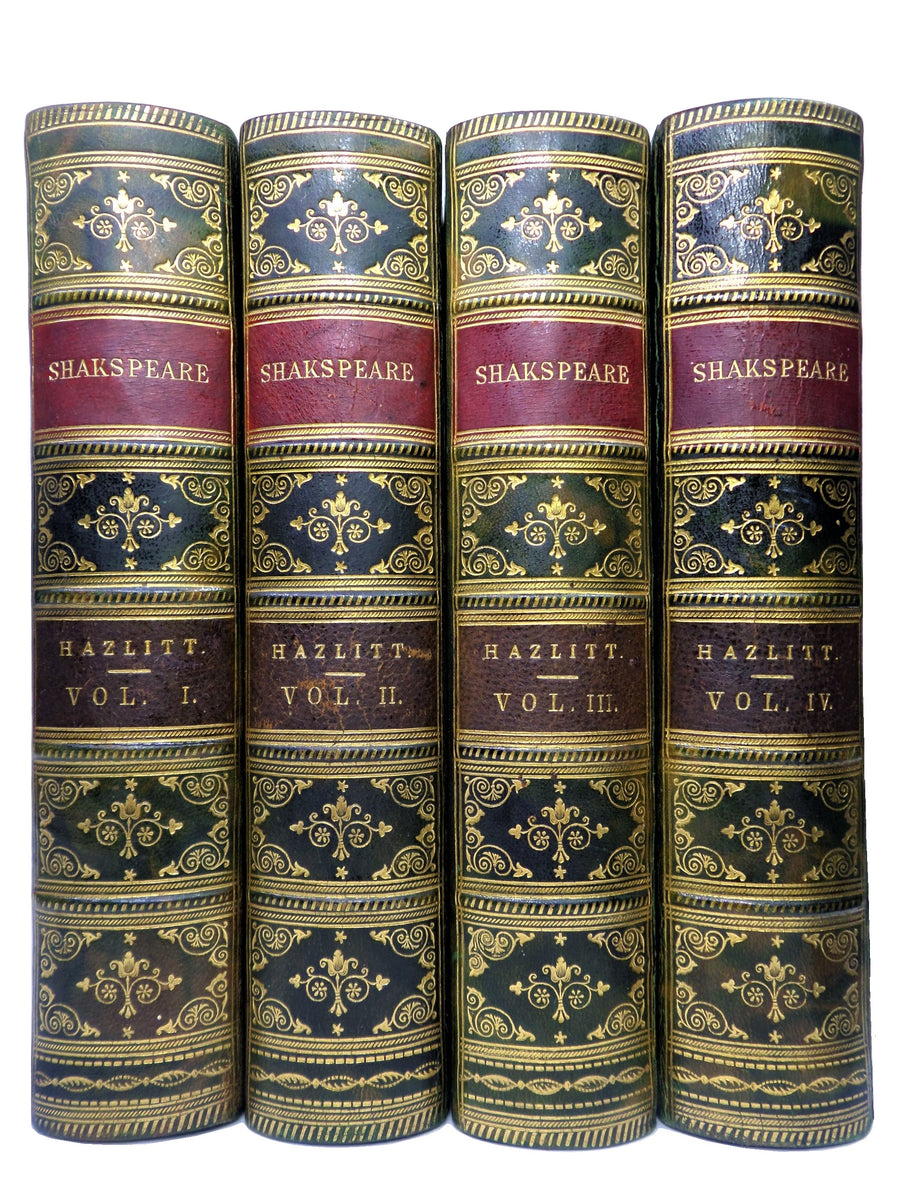 SHAKSPEARE
HAZLITT.
VOL. I.
SHAKSPEARE
HAZLITT.
VOL. II.
SHAKSPEARE
HAZLITT.
VOL. III.
SHAKSPEARE
HAZLITT.
VOL. IV.